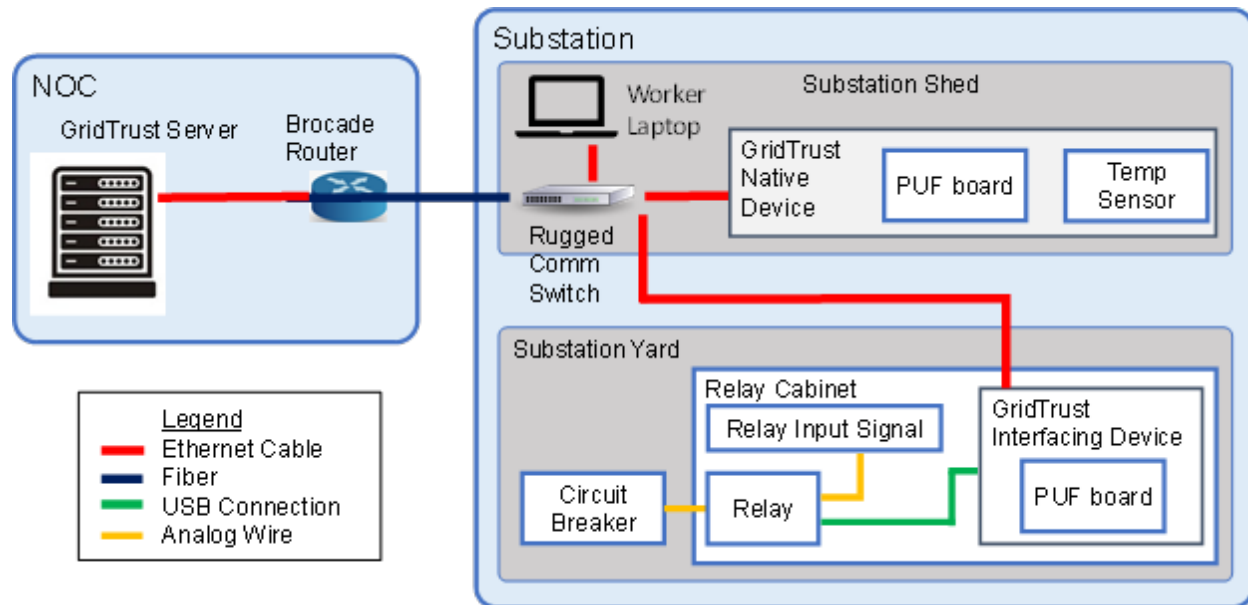 NOC
GridTrust Server
Brocade
Router
Substation
Substation Shed
Worker
Laptop
GridTrust
Native
Device
PUF board
Temp
Sensor
Rugged
Comm
Switch
Substation Yard
Relay Cabinet
Relay Input Signal
GridTrust
Interfacing Device
PUF board
Circuit
Breaker
Relay
Legend
Ethernet Cable
Fiber
USB Connection
Analog Wire